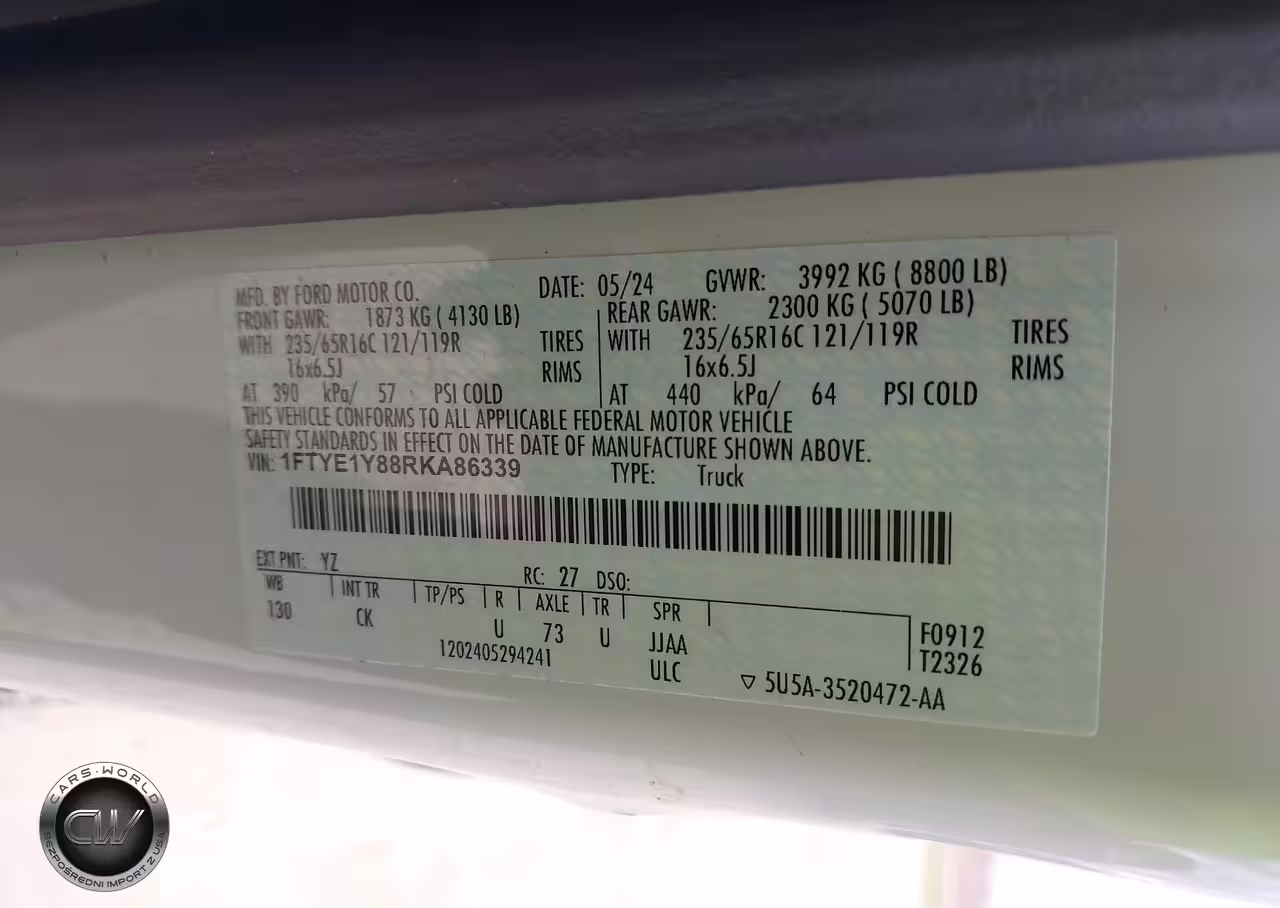 MFD. BY FORD MOTOR CO. DATE: 05/24 GVWR: 3992 KG ( 8800 LB)
FRONT GAWR: 1873 KG ( 4130 LB) REAR GAWR: 2300 KG ( 5070 LB)
WITH 235/65R16C 121/119R TIRES WITH 235/65R16C 121/119R TIRES
16x6.5J RIMS 16x6.5J RIMS
AT 390 kPa/ 57 PSI COLD AT 440 kPa/ 64 PSI COLD
THIS VEHICLE CONFORMS TO ALL APPLICABLE FEDERAL MOTOR VEHICLE
SAFETY STANDARDS IN EFFECT ON THE DATE OF MANUFACTURE SHOWN ABOVE.
VIN: 1FTYE1Y88RKA86339 TYPE: Truck
EXT PNT: YZ RC: 27 DSO:
WB INT TR TP/PS R AXLE TR SPR
130 CK U 73 U JJAA F0912
1202405294241 ULC T2326
5U5A-3520472-AA
CARS-WORLD
CW
BEZPOŚREDNI IMPORT Z USA